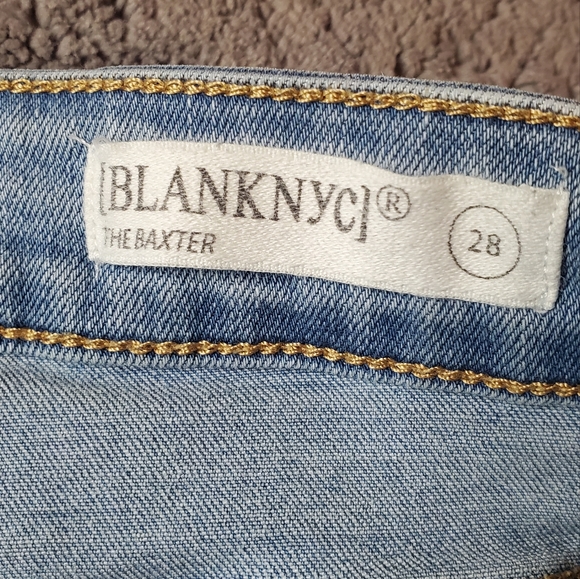 [BLANKNYC]®
THE BAXTER
28